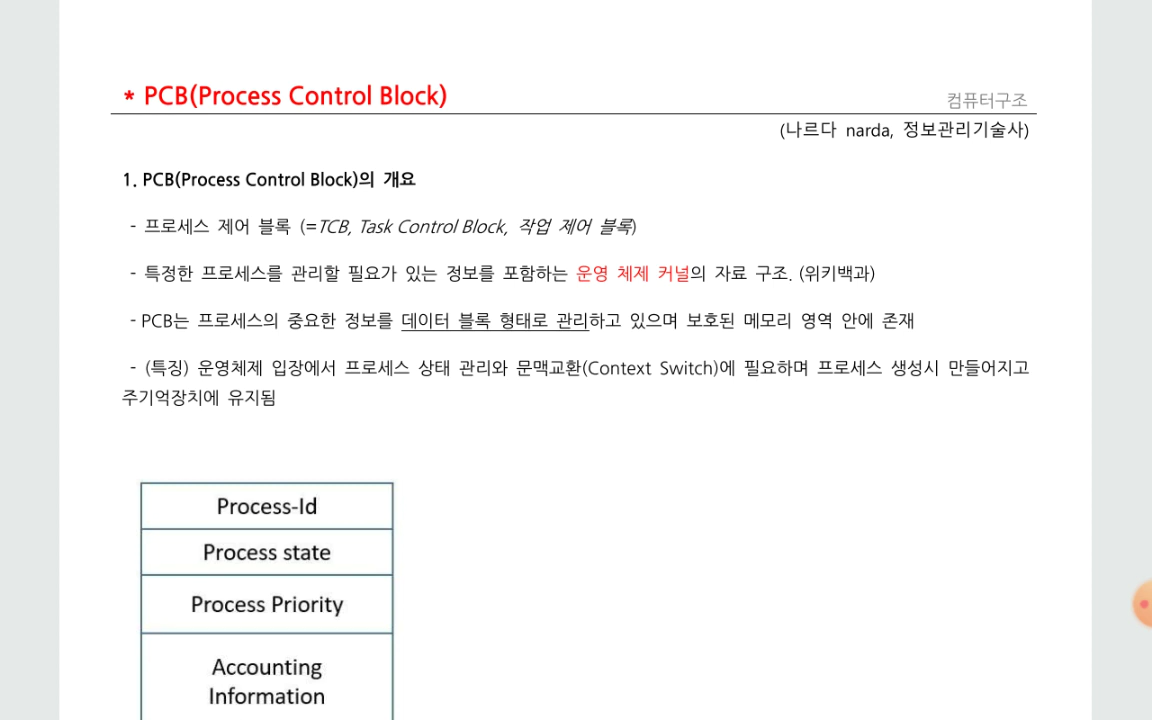 * PCB(Process Control Block)
컴퓨터구조
(나르다 narda, 정보관리기술사)
1. PCB(Process Control Block)의 개요
- 프로세스 제어 블록 (=TCB, Task Control Block, 작업 제어 블록)
- 특정한 프로세스를 관리할 필요가 있는 정보를 포함하는 운영 체제 커널의 자료 구조. (위키백과)
- PCB는 프로세스의 중요한 정보를 데이터 블록 형태로 관리하고 있으며 보호된 메모리 영역 안에 존재
- (특징) 운영체제 입장에서 프로세스 상태 관리와 문맥교환(Context Switch)에 필요하며 프로세스 생성시 만들어지고
주기억장치에 유지됨
Process-Id
Process state
Process Priority
Accounting
Information